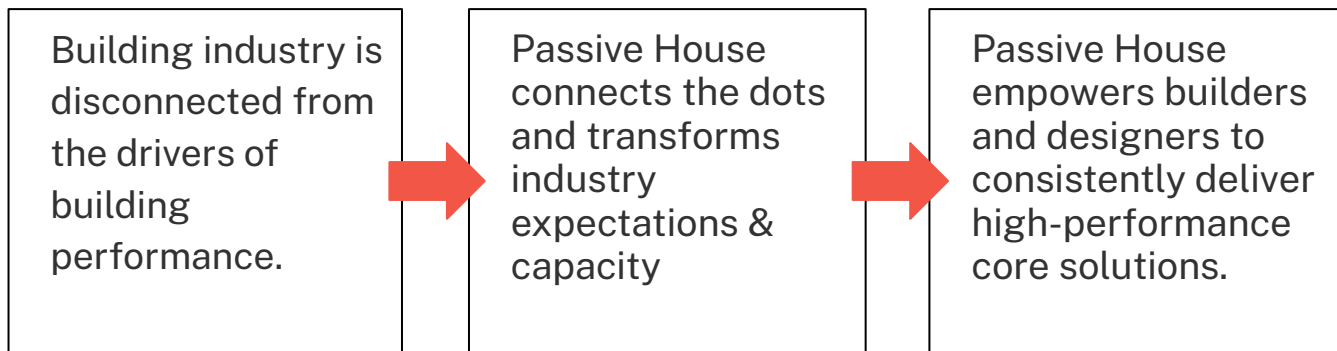 Building industry is
disconnected from
the drivers of
building
performance.
Passive House
connects the dots
and transforms
industry
expectations &
capacity
Passive House
empowers builders
and designers to
consistently deliver
high-performance
core solutions.